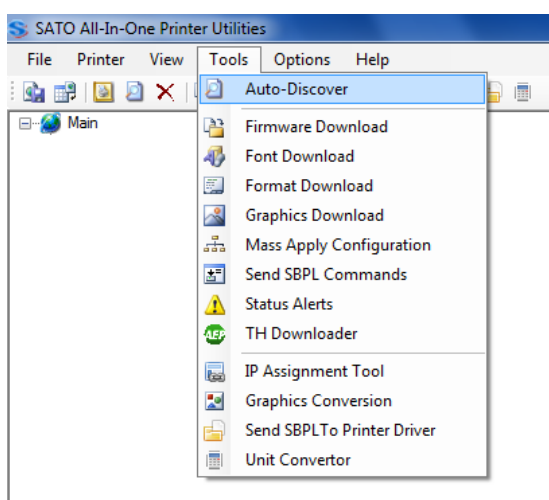 SATO All-In-One Printer Utilities
File Printer View Tools Options Help
Auto-Discover
Main
Firmware Download
Font Download
Format Download
Graphics Download
Mass Apply Configuration
Send SBPL Commands
Status Alerts
AEP TH Downloader
IP Assignment Tool
Graphics Conversion
Send SBPLTo Printer Driver
Unit Convertor